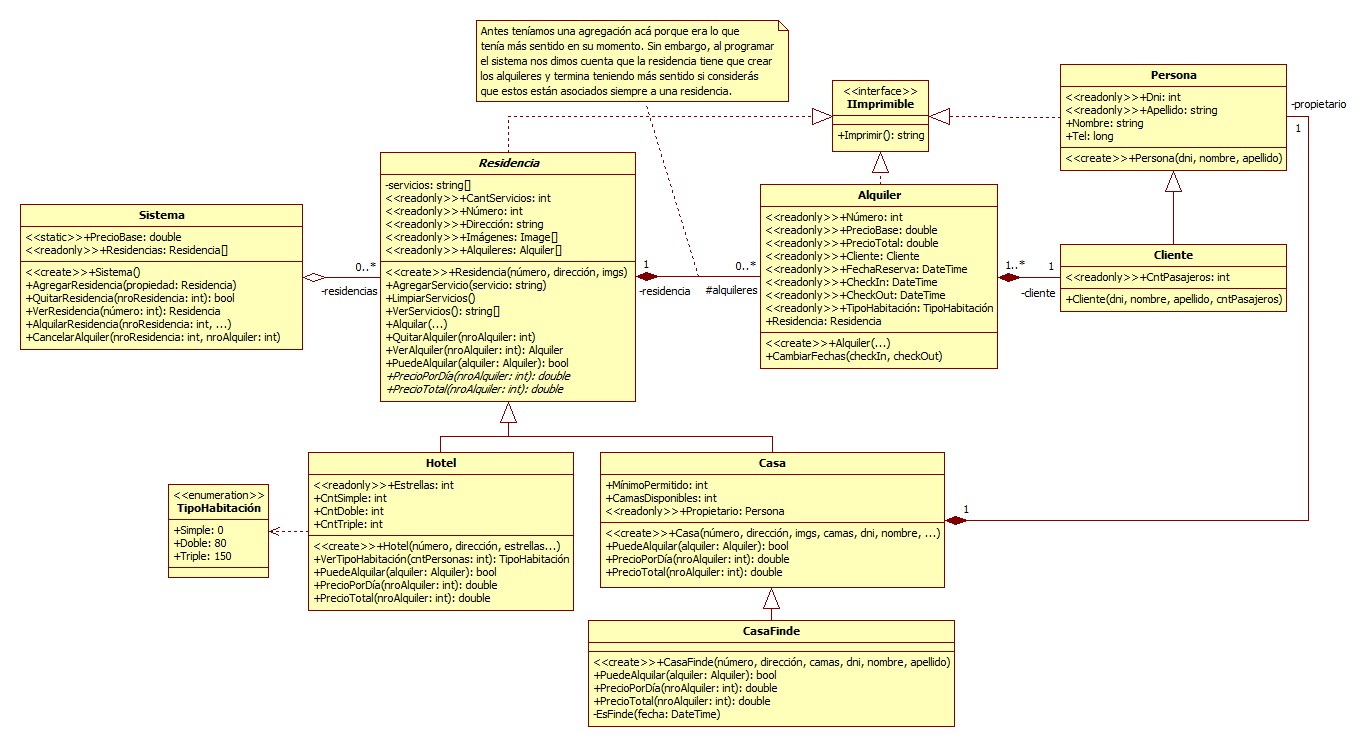 Antes teníamos una agregación acá porque era lo que
tenía más sentido en su momento. Sin embargo, al programar
el sistema nos dimos cuenta que la residencia tiene que crear
los alquileres y termina teniendo más sentido si considerás
que estos están asociados siempre a una residencia.
<<interface>>
IImprimible
+Imprimir(): string
Persona
<<readonly>>+Dni: int
<<readonly>>+Apellido: string
+Nombre: string
+Tel: long
<<create>>+Persona(dni, nombre, apellido)
-propietario
1
Residencia
-servicios: string[]
<<readonly>>+CantServicios: int
<<readonly>>+Número: int
<<readonly>>+Dirección: string
<<readonly>>+Imágenes: Image[]
<<readonly>>+Alquileres: Alquiler[]
<<create>>+Residencia(número, dirección, imgs)
+AgregarServicio(servicio: string)
+LimpiarServicios()
+VerServicios(): string[]
+Alquilar(...)
+QuitarAlquiler(nroAlquiler: int)
+VerAlquiler(nroAlquiler: int): Alquiler
+PuedeAlquilar(alquiler: Alquiler): bool
+PrecioPorDía(nroAlquiler: int): double
+PrecioTotal(nroAlquiler: int): double
Sistema
<<static>>+PrecioBase: double
<<readonly>>+Residencias: Residencia[]
<<create>>+Sistema()
+AgregarResidencia(propiedad: Residencia)
+QuitarResidencia(nroResidencia: int): bool
+VerResidencia(número: int): Residencia
+AlquilarResidencia(nroResidencia: int, ...)
+CancelarAlquiler(nroResidencia: int, nroAlquiler: int)
0..*
-residencias
1
-residencia
0..*
#alquileres
Alquiler
<<readonly>>+Número: int
<<readonly>>+PrecioBase: double
<<readonly>>+PrecioTotal: double
<<readonly>>+Cliente: Cliente
<<readonly>>+FechaReserva: DateTime
<<readonly>>+CheckIn: DateTime
<<readonly>>+CheckOut: DateTime
<<readonly>>+TipoHabitación: TipoHabitación
+Residencia: Residencia
<<create>>+Alquiler(...)
+CambiarFechas(checkIn, checkOut)
1..*
1
-cliente
Cliente
<<readonly>>+CntPasajeros: int
+Cliente(dni, nombre, apellido, cntPasajeros)
Hotel
<<readonly>>+Estrellas: int
+CntSimple: int
+CntDoble: int
+CntTriple: int
<<create>>+Hotel(número, dirección, estrellas...)
+VerTipoHabitación(cntPersonas: int): TipoHabitación
+PuedeAlquilar(alquiler: Alquiler): bool
+PrecioPorDía(nroAlquiler: int): double
+PrecioTotal(nroAlquiler: int): double
<<enumeration>>
TipoHabitación
+Simple: 0
+Doble: 80
+Triple: 150
Casa
+MínimoPermitido: int
+CamasDisponibles: int
<<readonly>>+Propietario: Persona
<<create>>+Casa(número, dirección, imgs, camas, dni, nombre, ...)
+PuedeAlquilar(alquiler: Alquiler): bool
+PrecioPorDía(nroAlquiler: int): double
+PrecioTotal(nroAlquiler: int): double
1
CasaFinde
<<create>>+CasaFinde(número, dirección, camas, dni, nombre, apellido)
+PuedeAlquilar(alquiler: Alquiler): bool
+PrecioPorDía(nroAlquiler: int): double
+PrecioTotal(nroAlquiler: int): double
-EsFinde(fecha: DateTime)